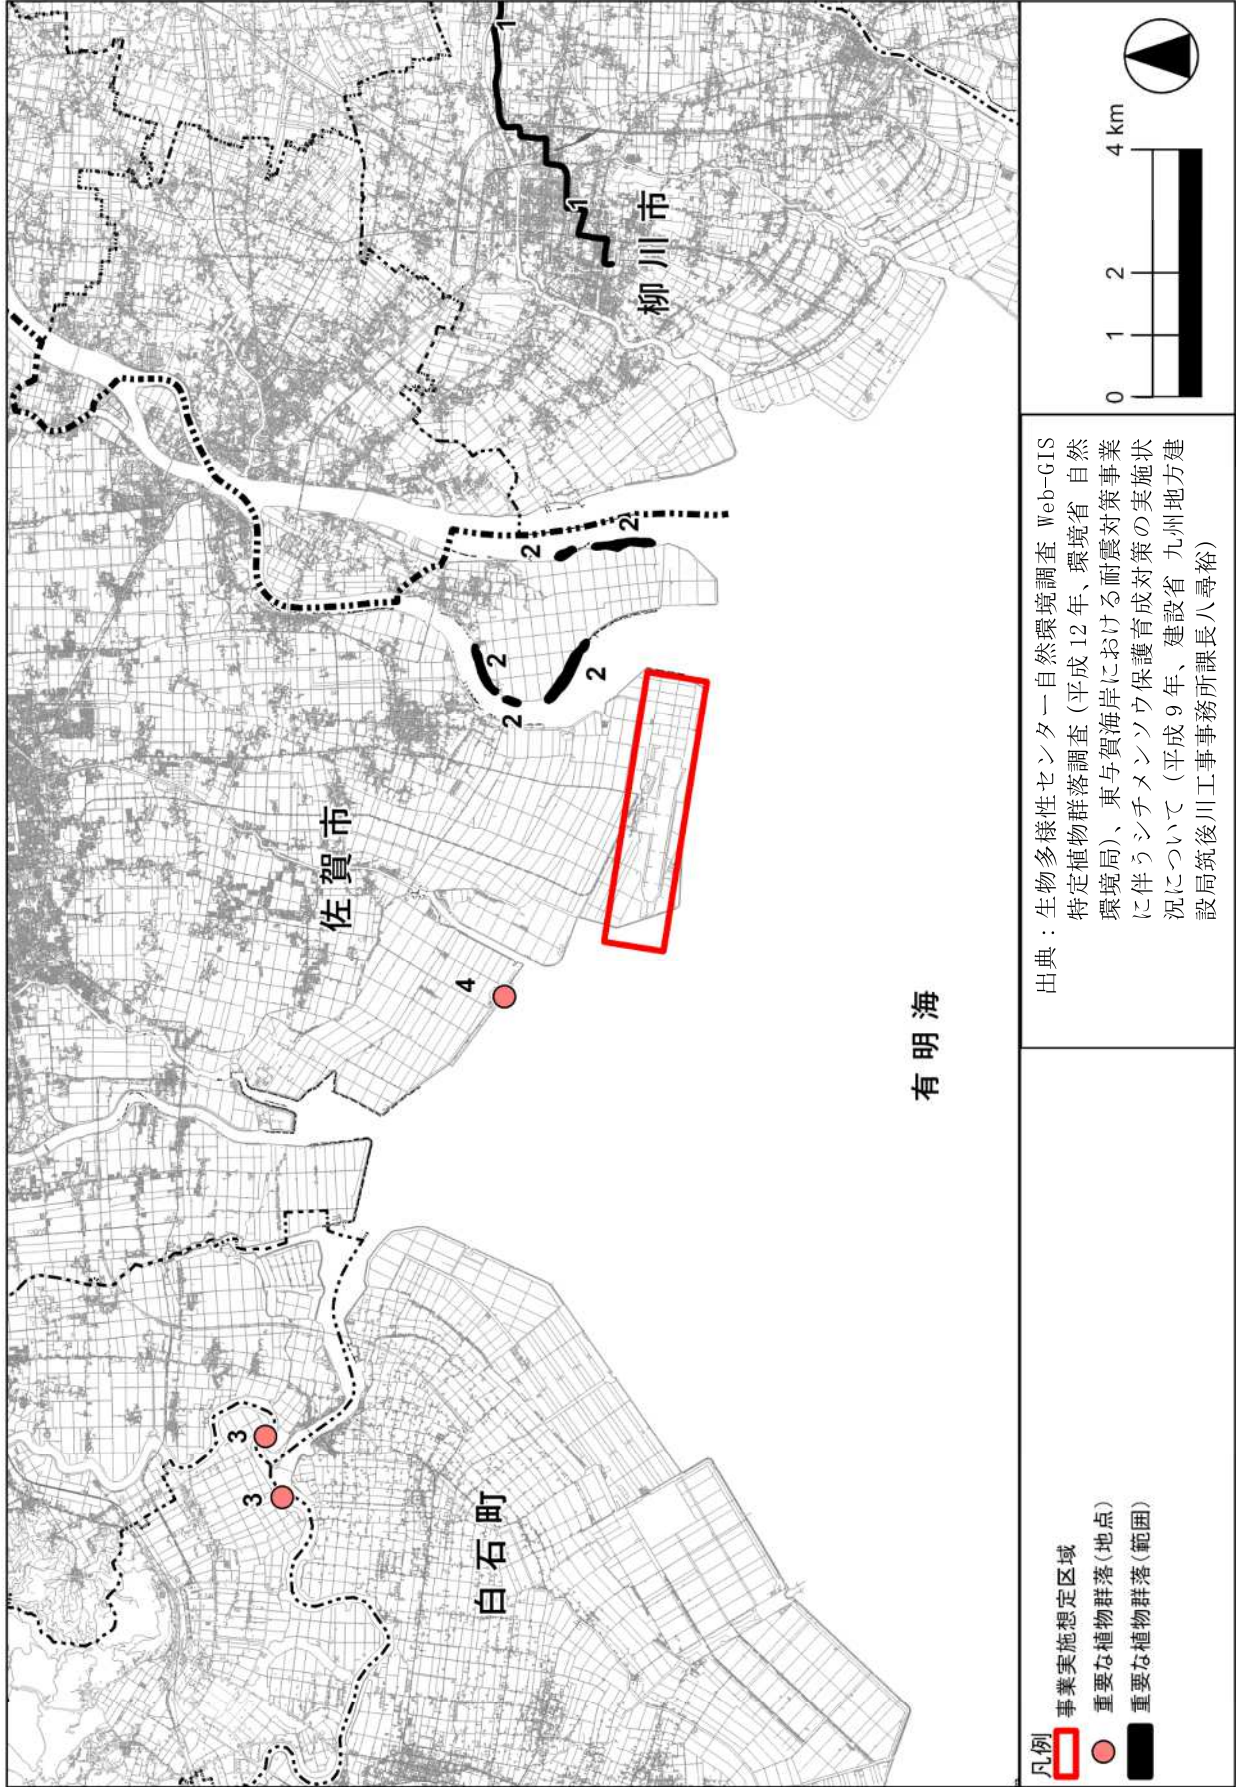 佐賀市
柳川市
白石町
有明海
1
1
2
2
2
2
2
3
3
4
凡例
事業実施想定区域
重要な植物群落(地点)
重要な植物群落(範囲)
出典：生物多様性センター自然環境調査 Web-GIS
特定植物群落調査(平成12年、環境省 自然
環境局)、東与賀海岸における耐震対策事業
に伴うシチメンソウ保護育成対策の実施状
況について(平成9年、建設省 九州地方建
設局筑後川工事事務所課長八尋裕)
0 1 2 4 km